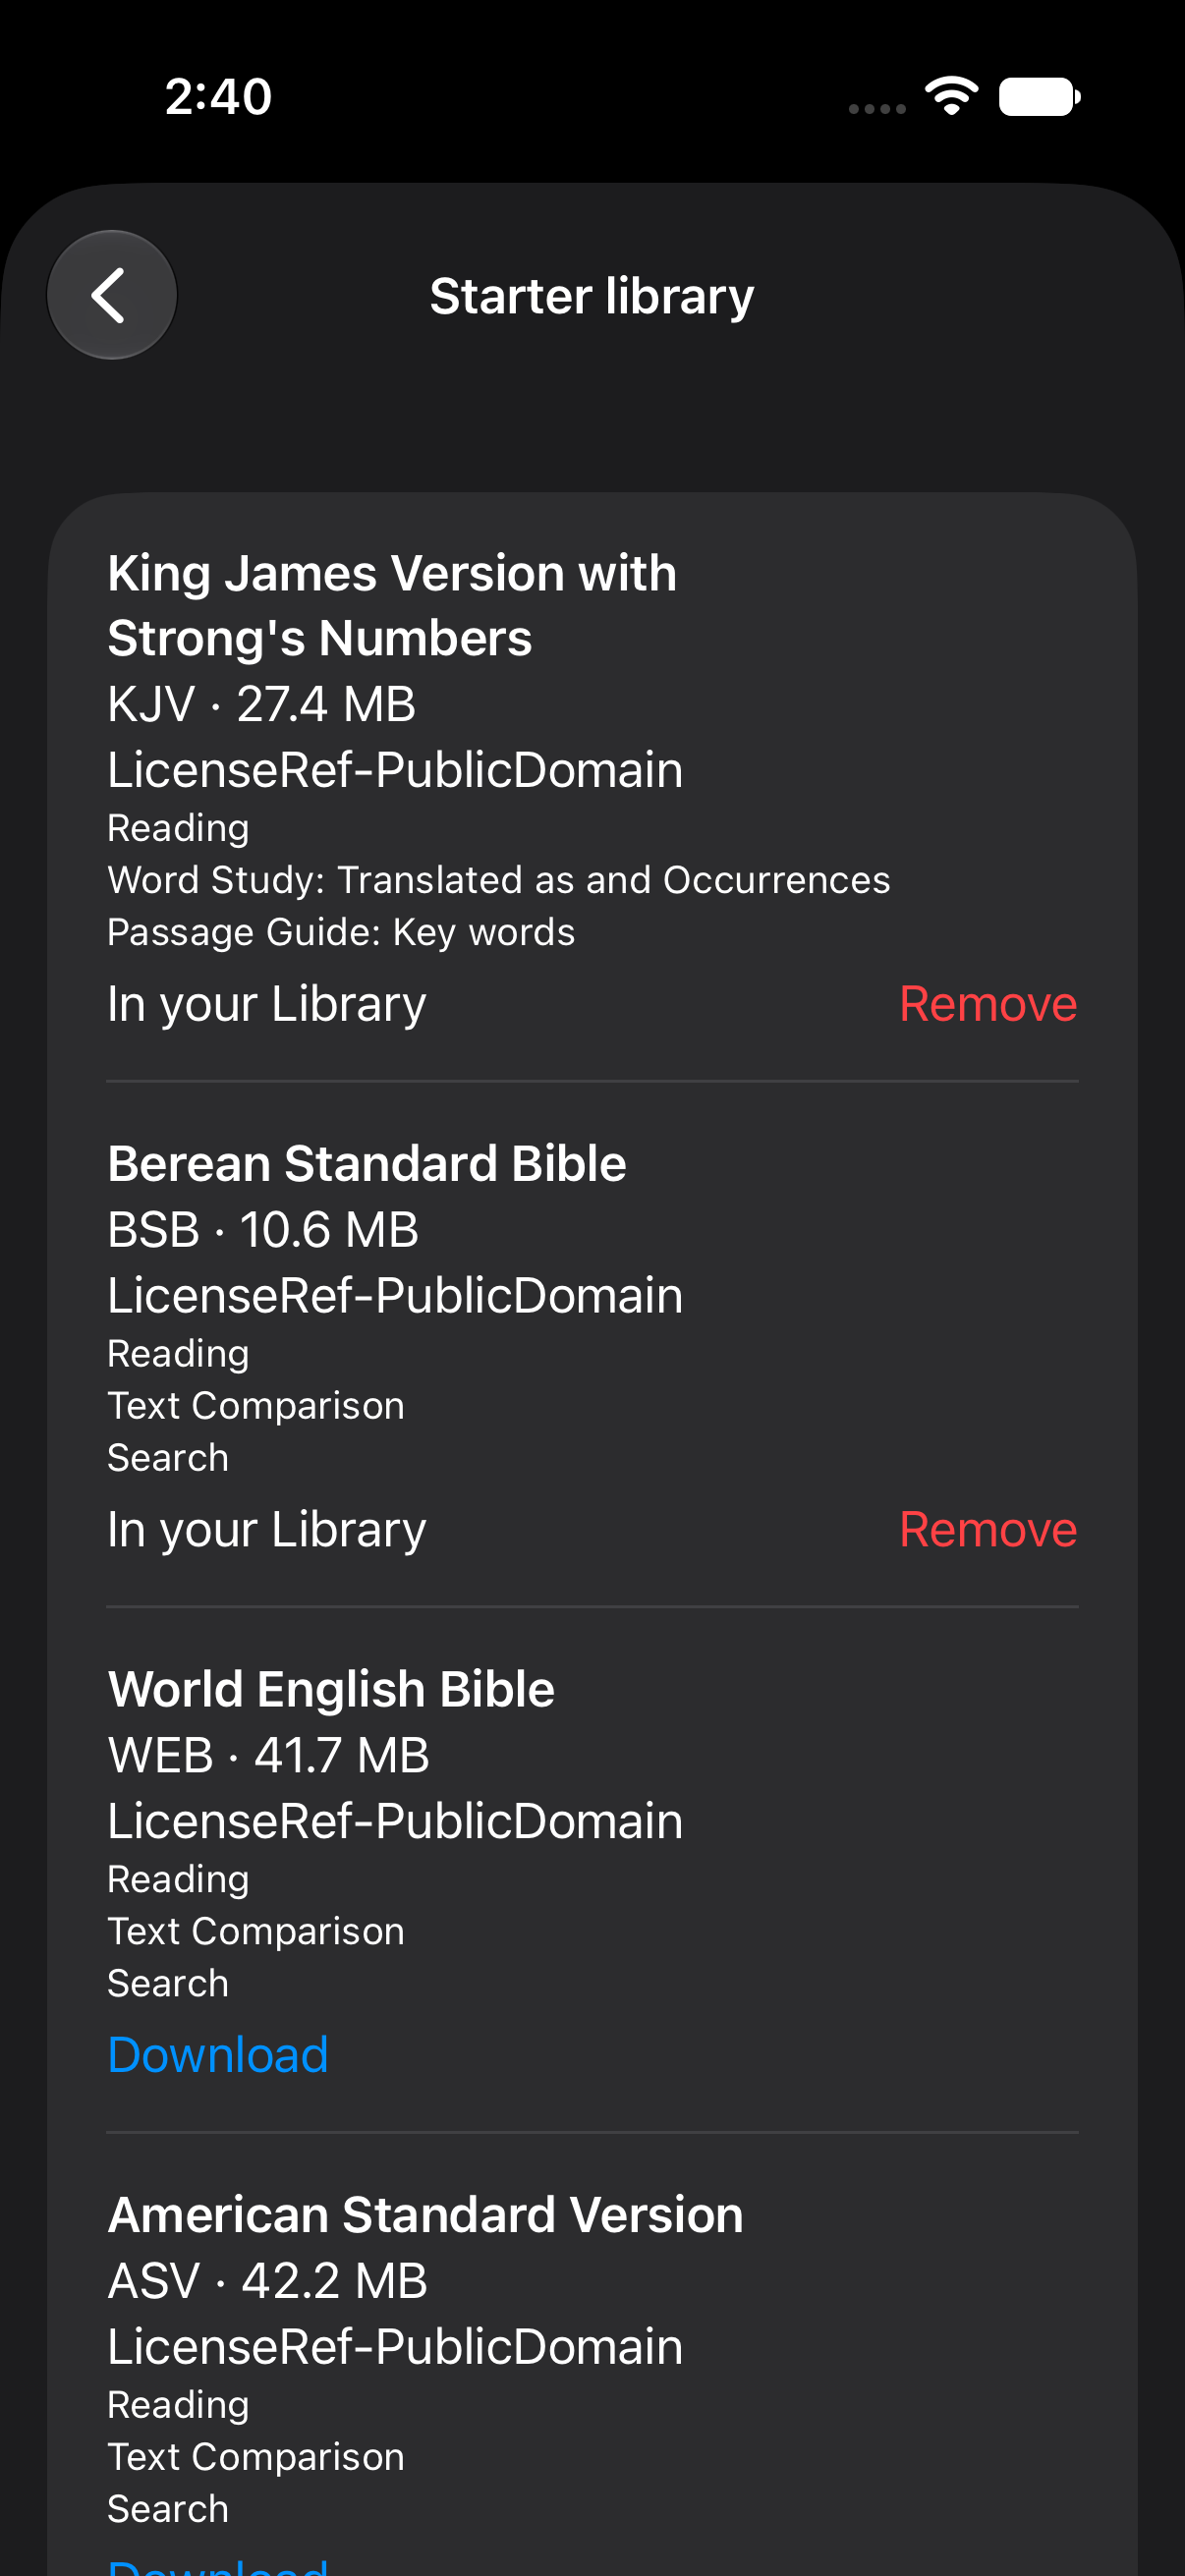 2:40
Starter library
King James Version with
Strong's Numbers
KJV · 27.4 MB
LicenseRef-PublicDomain
Reading
Word Study: Translated as and Occurrences
Passage Guide: Key words
In your Library Remove
Berean Standard Bible
BSB · 10.6 MB
LicenseRef-PublicDomain
Reading
Text Comparison
Search
In your Library Remove
World English Bible
WEB · 41.7 MB
LicenseRef-PublicDomain
Reading
Text Comparison
Search
Download
American Standard Version
ASV · 42.2 MB
LicenseRef-PublicDomain
Reading
Text Comparison
Search
Download